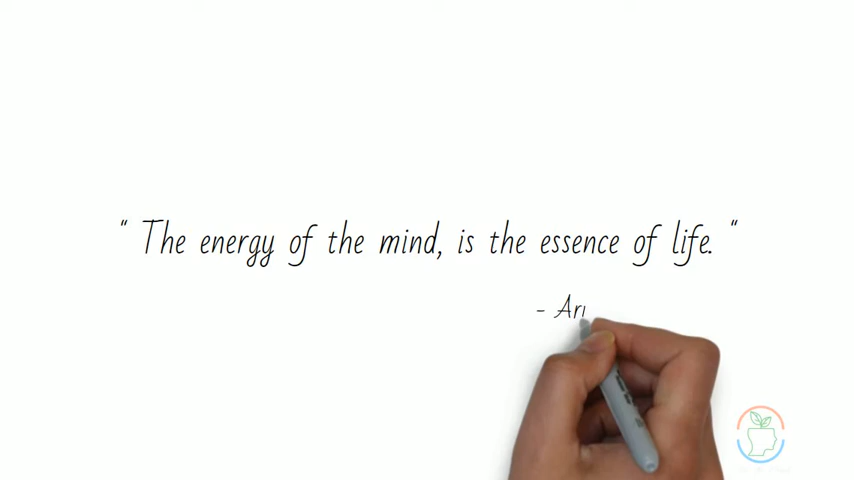 " The energy of the mind, is the essence of life. "
- Ari